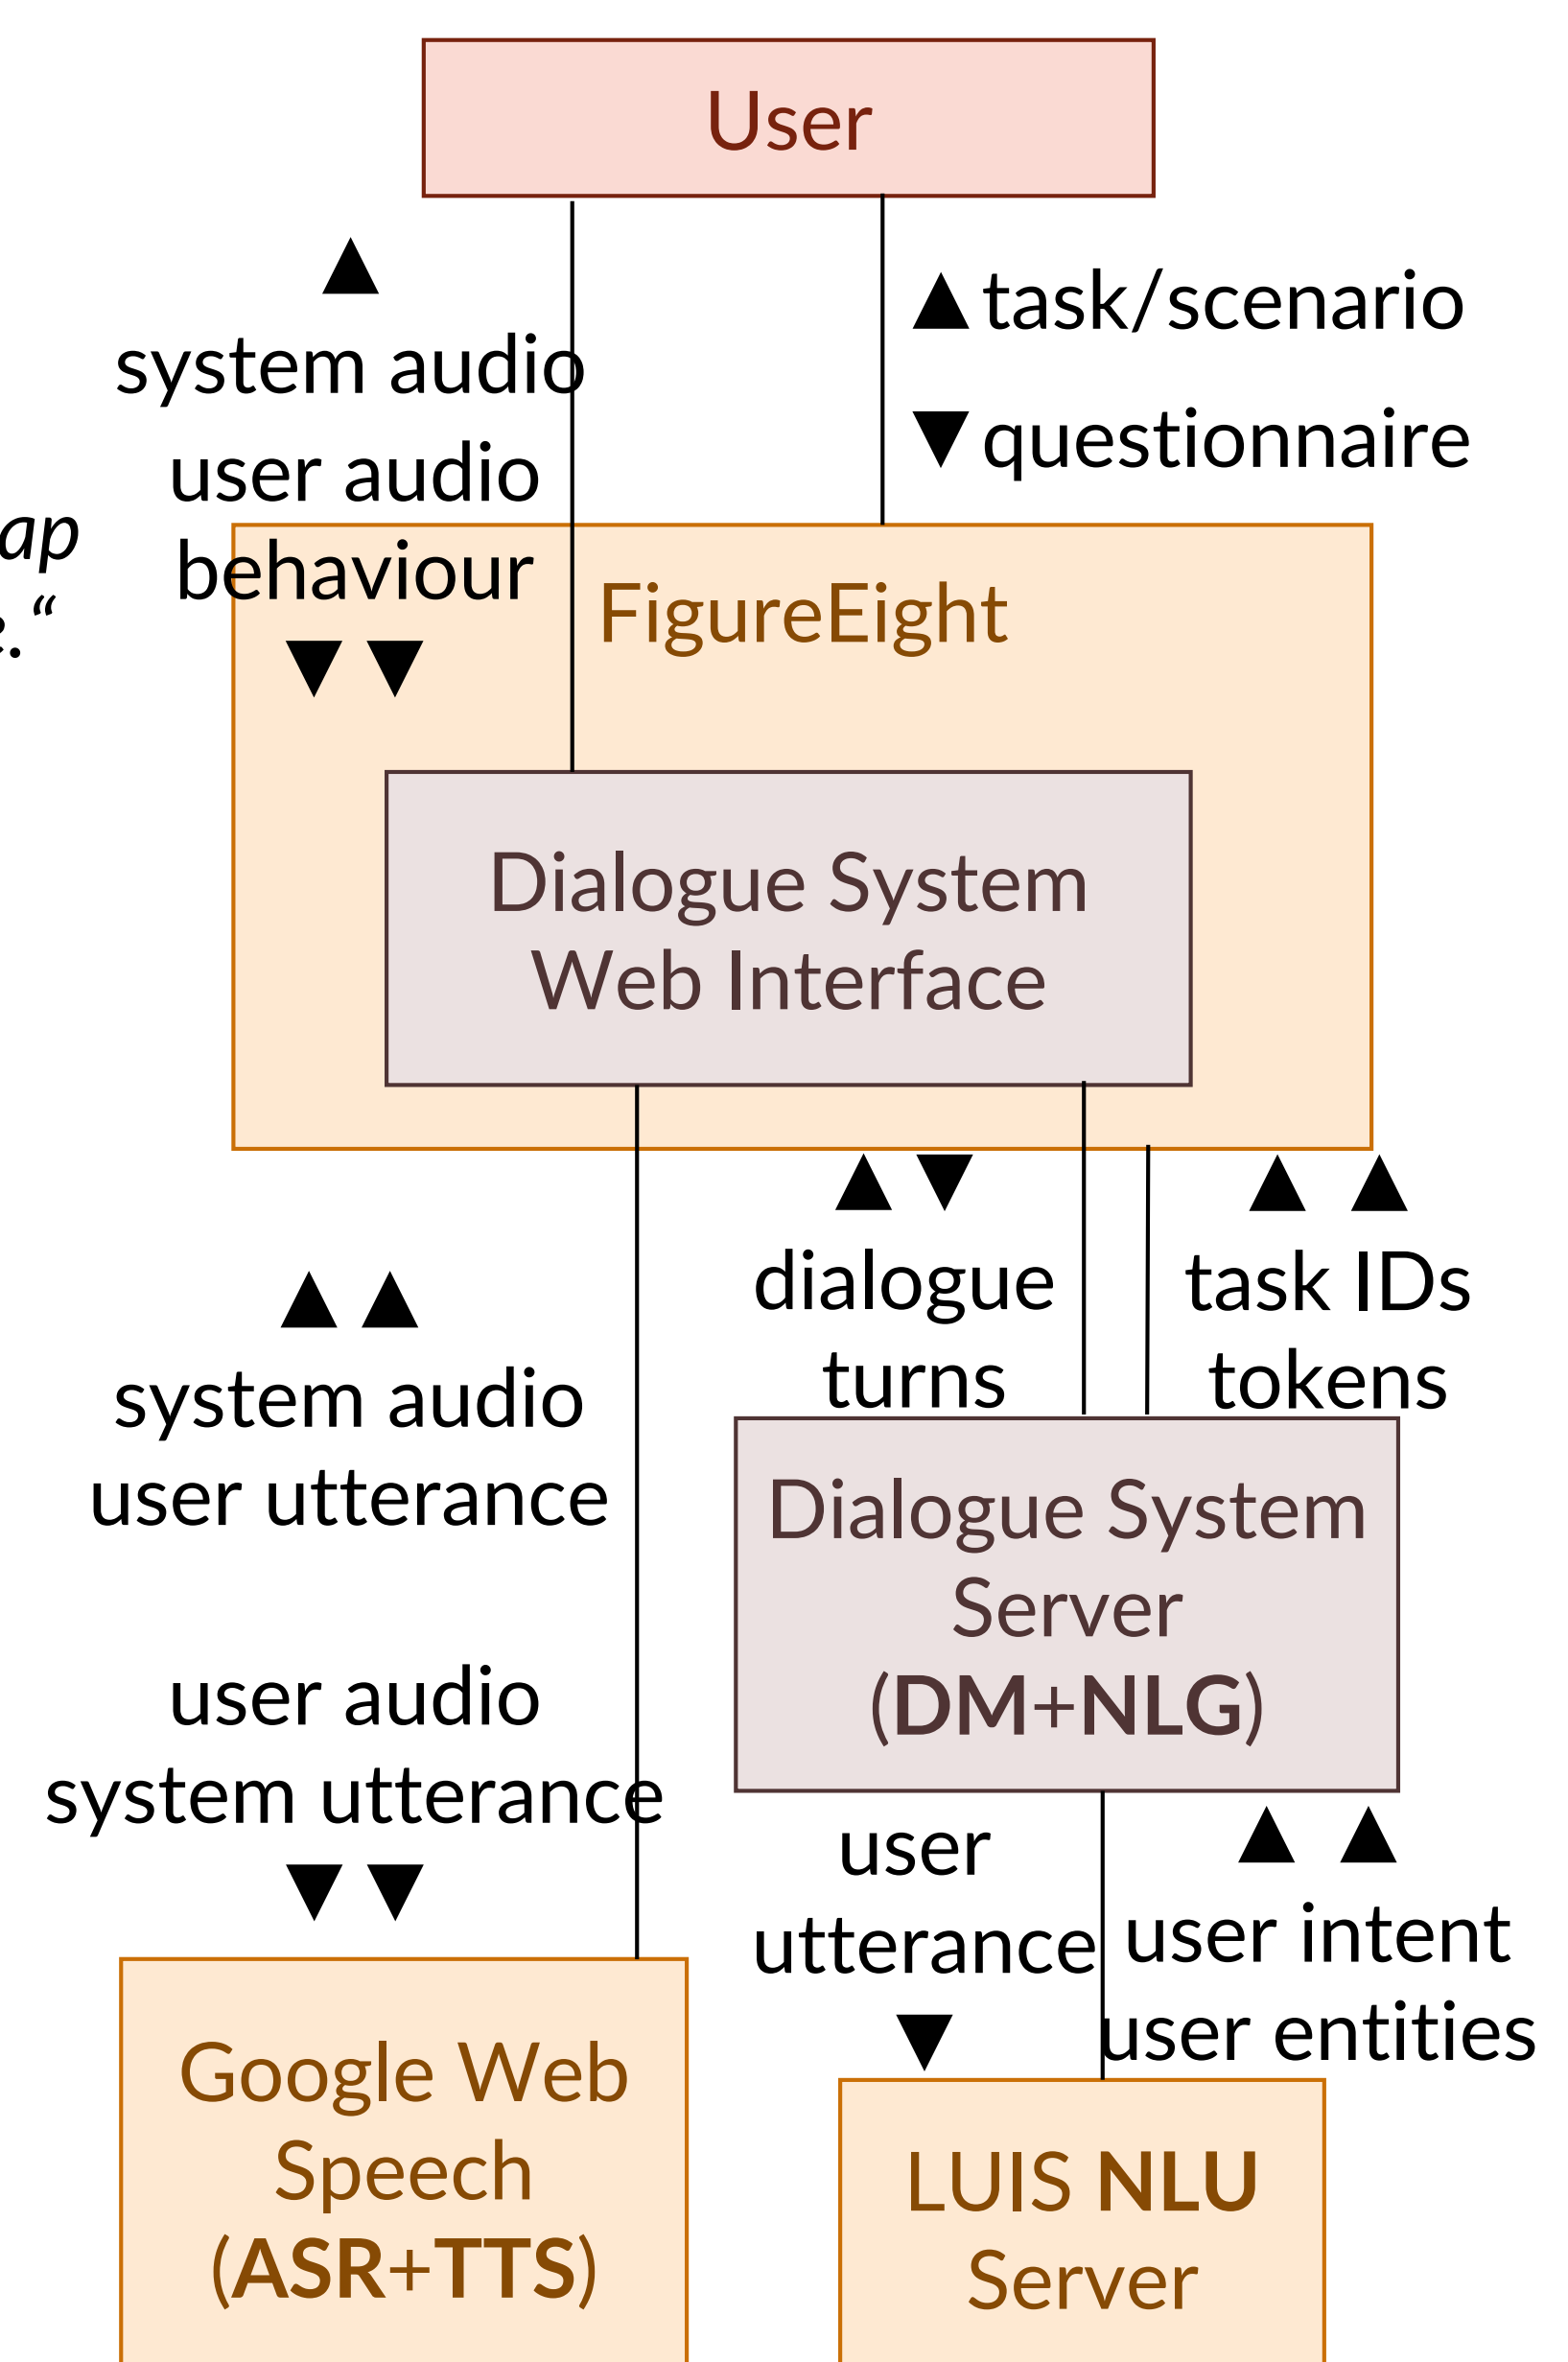 User
▲
▲ task/scenario
system audio
user audio
▼ questionnaire
ap
behaviour
.“
FigureEight
▼ ▼
Dialogue System
Web Interface
▲ ▼
▲ ▲
dialogue
turns
task IDs
tokens
▲ ▲
system audio
user utterance
user audio
system utterance
▼ ▼
Dialogue System
Server
(DM+NLG)
user
utterance
▼
▲ ▲
user intent
user entities
Google Web
Speech
(ASR+TTS)
LUIS NLU
Server